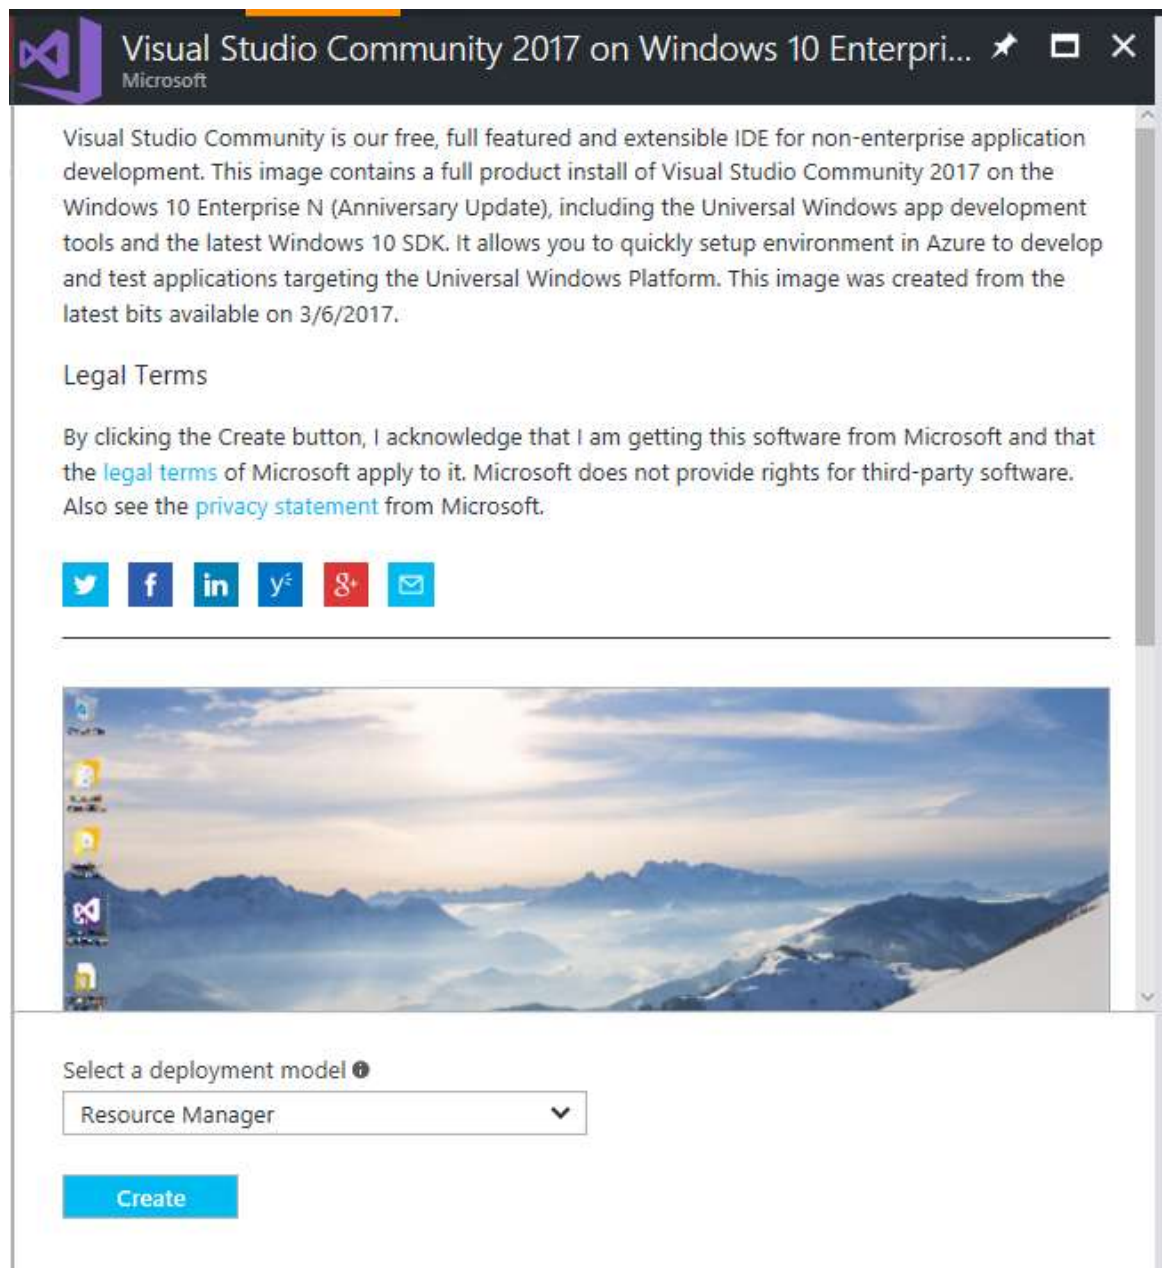 Visual Studio Community 2017 on Windows 10 Enterpri...
Microsoft
Visual Studio Community is our free, full featured and extensible IDE for non-enterprise application
development. This image contains a full product install of Visual Studio Community 2017 on the
Windows 10 Enterprise N (Anniversary Update), including the Universal Windows app development
tools and the latest Windows 10 SDK. It allows you to quickly setup environment in Azure to develop
and test applications targeting the Universal Windows Platform. This image was created from the
latest bits available on 3/6/2017.
Legal Terms
By clicking the Create button, I acknowledge that I am getting this software from Microsoft and that
the legal terms of Microsoft apply to it. Microsoft does not provide rights for third-party software.
Also see the privacy statement from Microsoft.
Select a deployment model
Resource Manager
Create